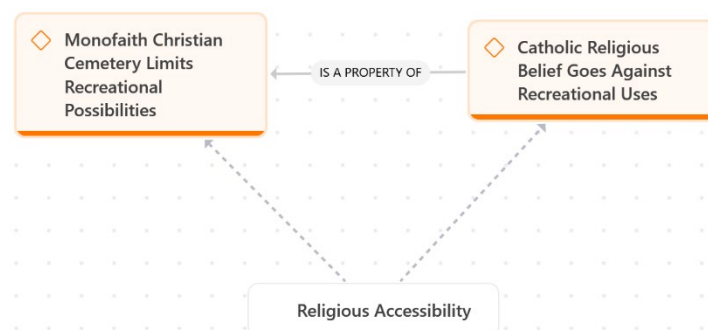 Monofaith Christian
Cemetery Limits
Recreational
Possibilities
IS A PROPERTY OF
Catholic Religious
Belief Goes Against
Recreational Uses
Religious Accessibility